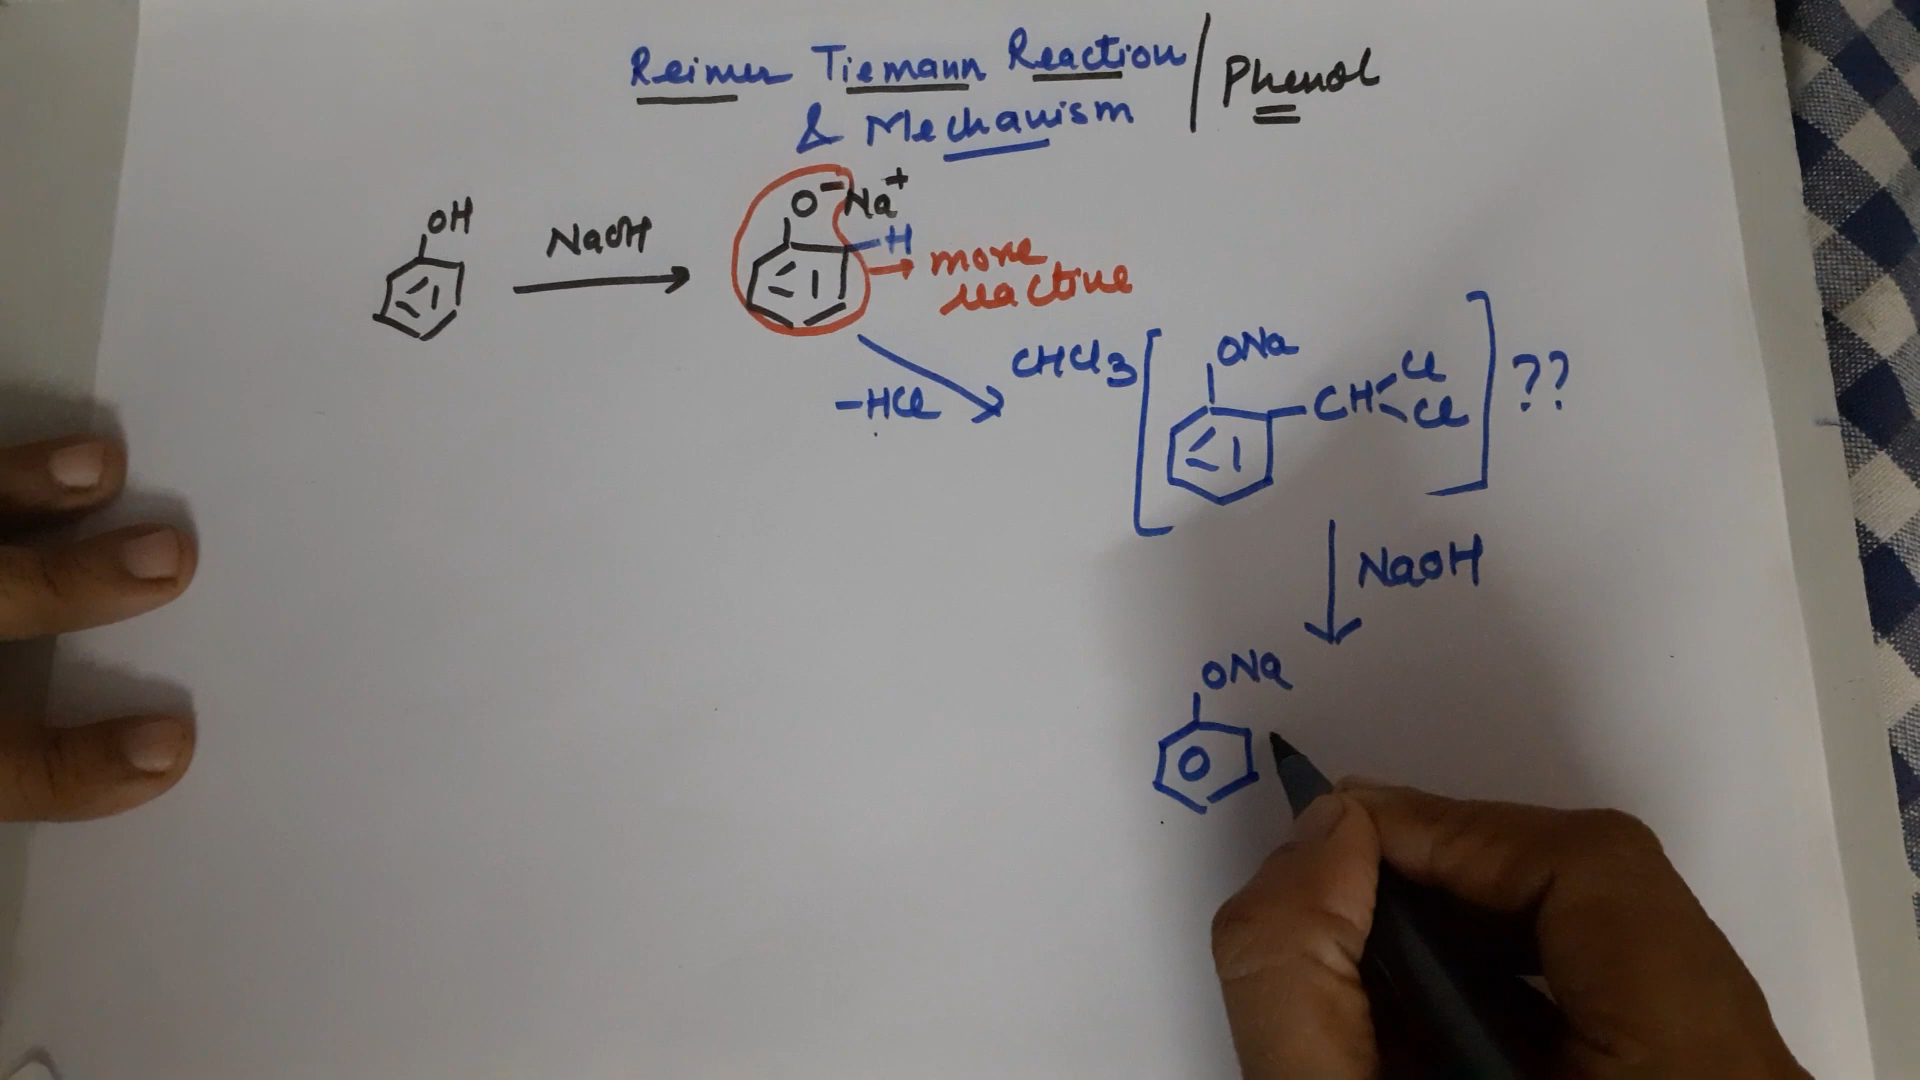 Reimer Tiemann Reaction / Phenol
& Mechanism
OH
NaOH
O⁻Na⁺
H
more
reactive
CHCl3
-HCl
ONa
CH
Cl
Cl
??
NaOH
ONa